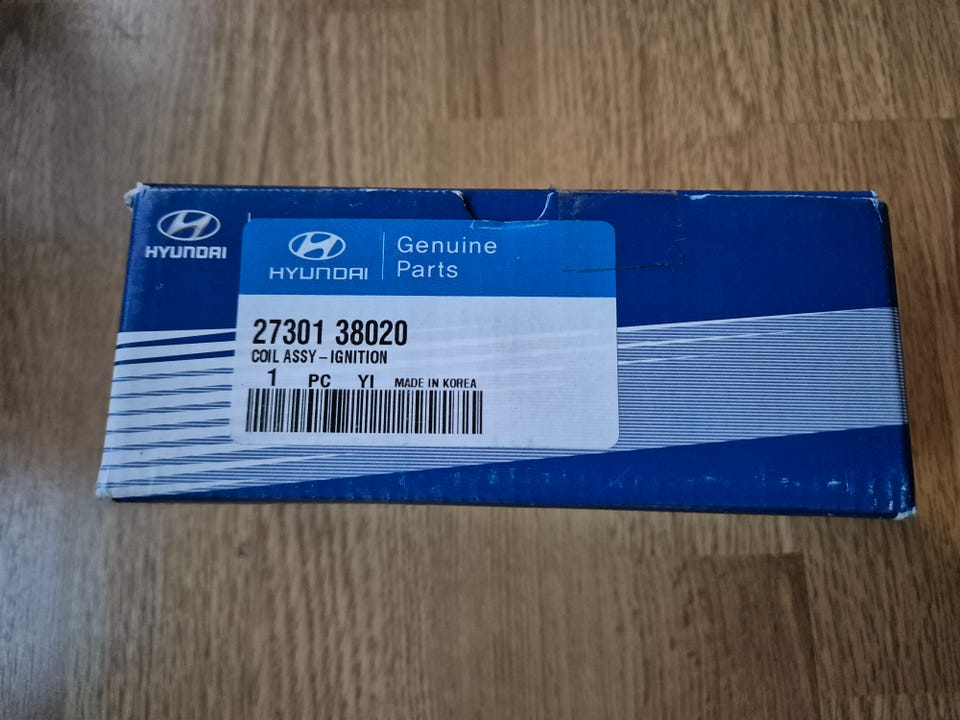 HYUNDAI
HYUNDAI
Genuine
Parts
27301 38020
COIL ASSY-IGNITION
1 PC YI MADE IN KOREA